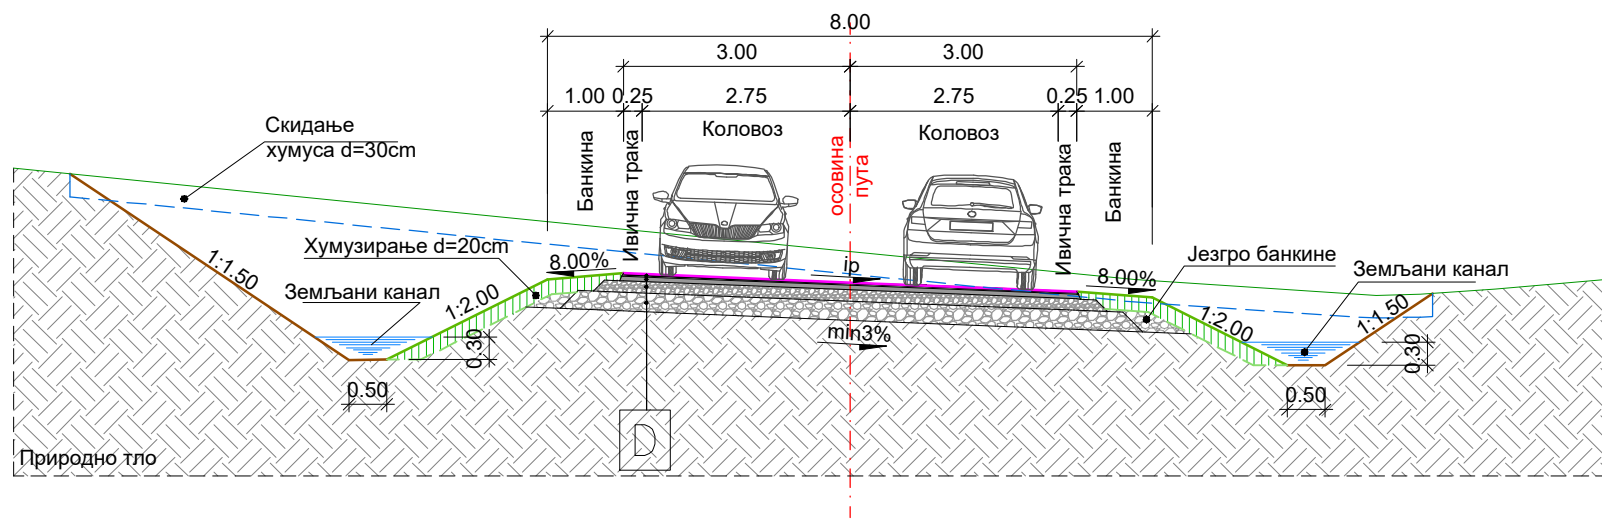 8.00
3.00
3.00
1.00
0.25
2.75
2.75
0.25
1.00
Скидање
хумуса d=30cm
Банкина
Ивична трака
Коловоз
осовина
пута
Коловоз
Ивична трака
Банкина
Хумузирање d=20cm
8.00%
ip
8.00%
Језгро банкине
1:1.50
Земљани канал
1:2.00
1:2.00
Земљани канал
1:1.50
min3%
0.30
0.30
0.50
0.50
D
Природно тло